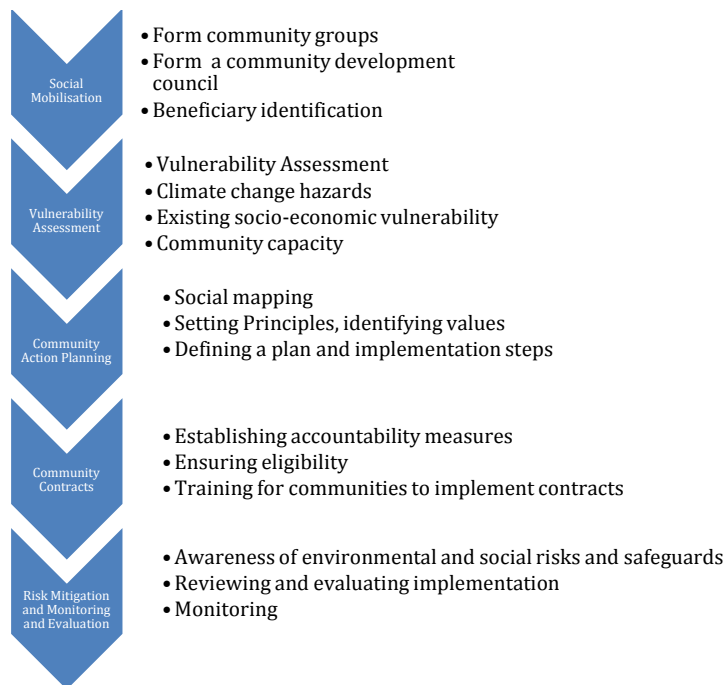 Social
Mobilisation
• Form community groups
• Form a community development
council
• Beneficiary identification
Vulnerability
Assessment
• Vulnerability Assessment
• Climate change hazards
• Existing socio-economic vulnerability
• Community capacity
Community
Action Planning
• Social mapping
• Setting Principles, identifying values
• Defining a plan and implementation steps
Community
Contracts
• Establishing accountability measures
• Ensuring eligibility
• Training for communities to implement contracts
Risk Mitigation
and Monitoring
and Evaluation
• Awareness of environmental and social risks and safeguards
• Reviewing and evaluating implementation
• Monitoring